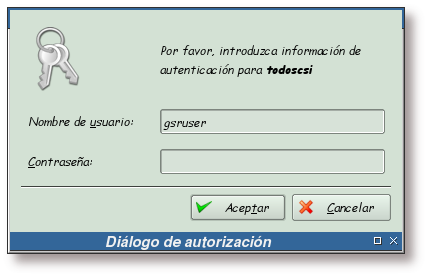 Por favor, introduzca información de
autenticación para todoscsi
Nombre de usuario: gsruser
Contraseña:
Aceptar Cancelar
Diálogo de autorización